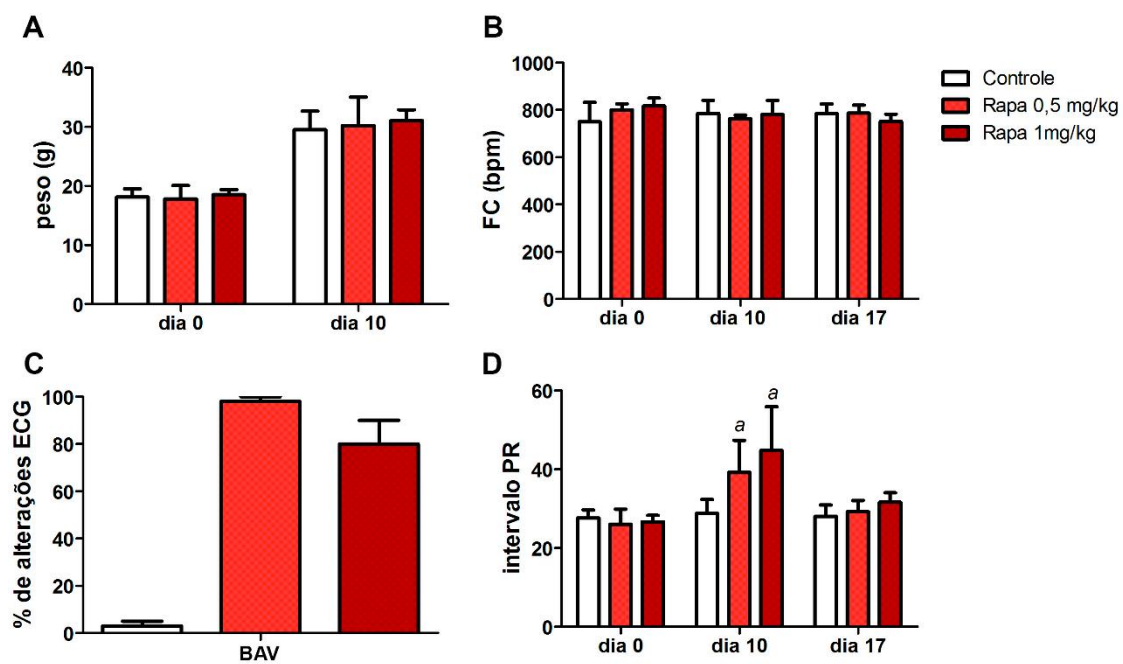 A
peso (g)
40
30
20
10
0
dia 0
dia 10
B
FC (bpm)
1000
800
600
400
200
0
dia 0
dia 10
dia 17
Controle
Rapa 0,5 mg/kg
Rapa 1mg/kg
C
% de alterações ECG
100
80
60
40
20
0
BAV
D
intervalo PR
60
40
20
0
a
a
dia 0
dia 10
dia 17